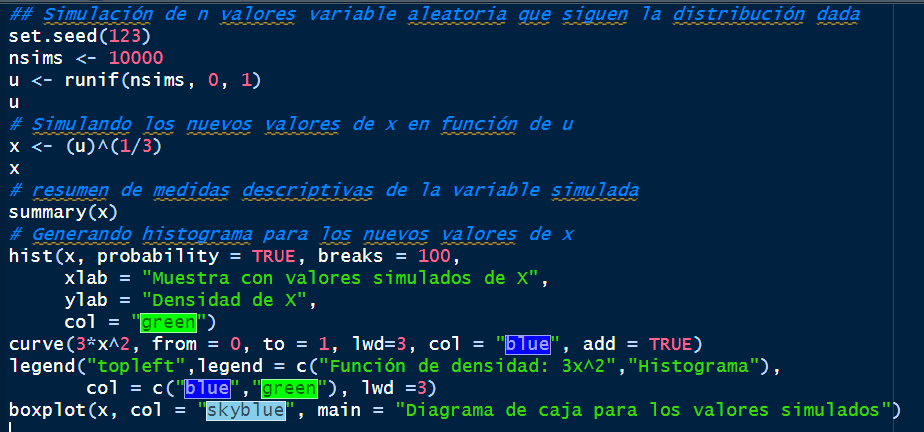 ## Simulación de n valores variable aleatoria que siguen la distribución dada
set.seed(123)
nsims <- 10000
u <- runif(nsims, 0, 1)
u
# Simulando los nuevos valores de x en función de u
x <- (u)^(1/3)
x
# resumen de medidas descriptivas de la variable simulada
summary(x)
# Generando histograma para los nuevos valores de x
hist(x, probability = TRUE, breaks = 100,
     xlab = "Muestra con valores simulados de X",
     ylab = "Densidad de X",
     col = "green")
curve(3*x^2, from = 0, to = 1, lwd=3, col = "blue", add = TRUE)
legend("topleft",legend = c("Función de densidad: 3x^2","Histograma"),
       col = c("blue","green"), lwd =3)
boxplot(x, col = "skyblue", main = "Diagrama de caja para los valores simulados")